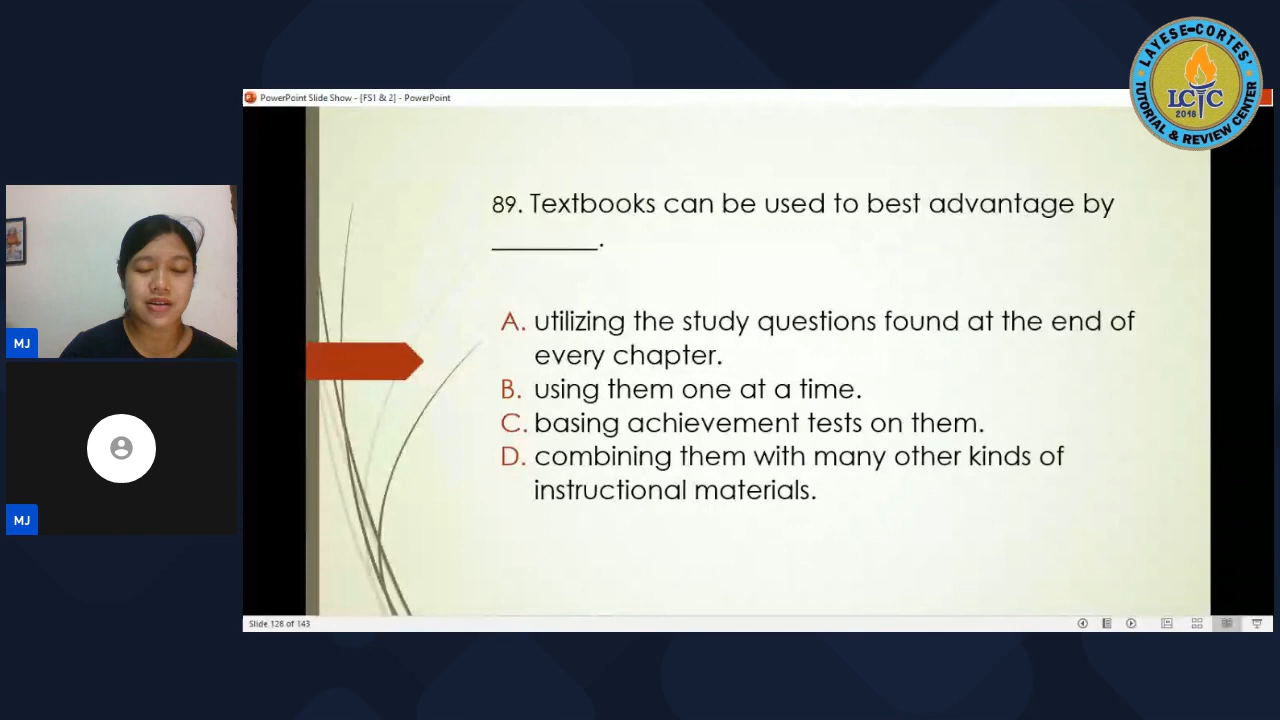 LAYESE-CORTES'
LCTC
2018
TUTORIAL & REVIEW CENTER
PowerPoint Slide Show - [FS1 & 2] - PowerPoint
89. Textbooks can be used to best advantage by
________.
A. utilizing the study questions found at the end of
every chapter.
B. using them one at a time.
C. basing achievement tests on them.
D. combining them with many other kinds of
instructional materials.
MJ
MJ
Slide 128 of 143